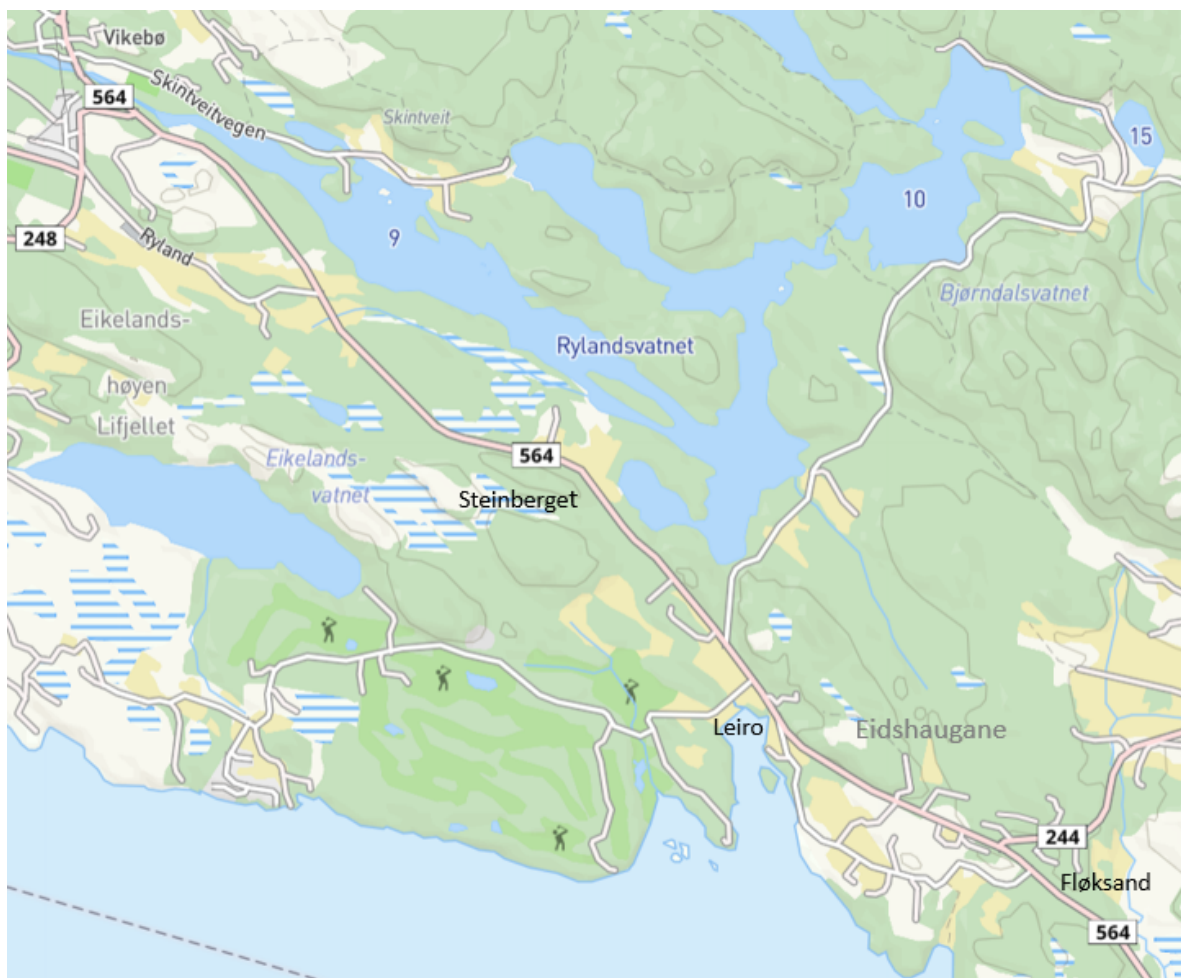 Vikebø
Skintveitvegen
564
Skintveit
15
10
248
Ryland
9
Bjørndalsvatnet
Eikelands-
høyen
Lifjellet
Rylandsvatnet
564
Eikelands-
vatnet
Steinberget
Leiro
Eidshaugane
244
Fløksand
564